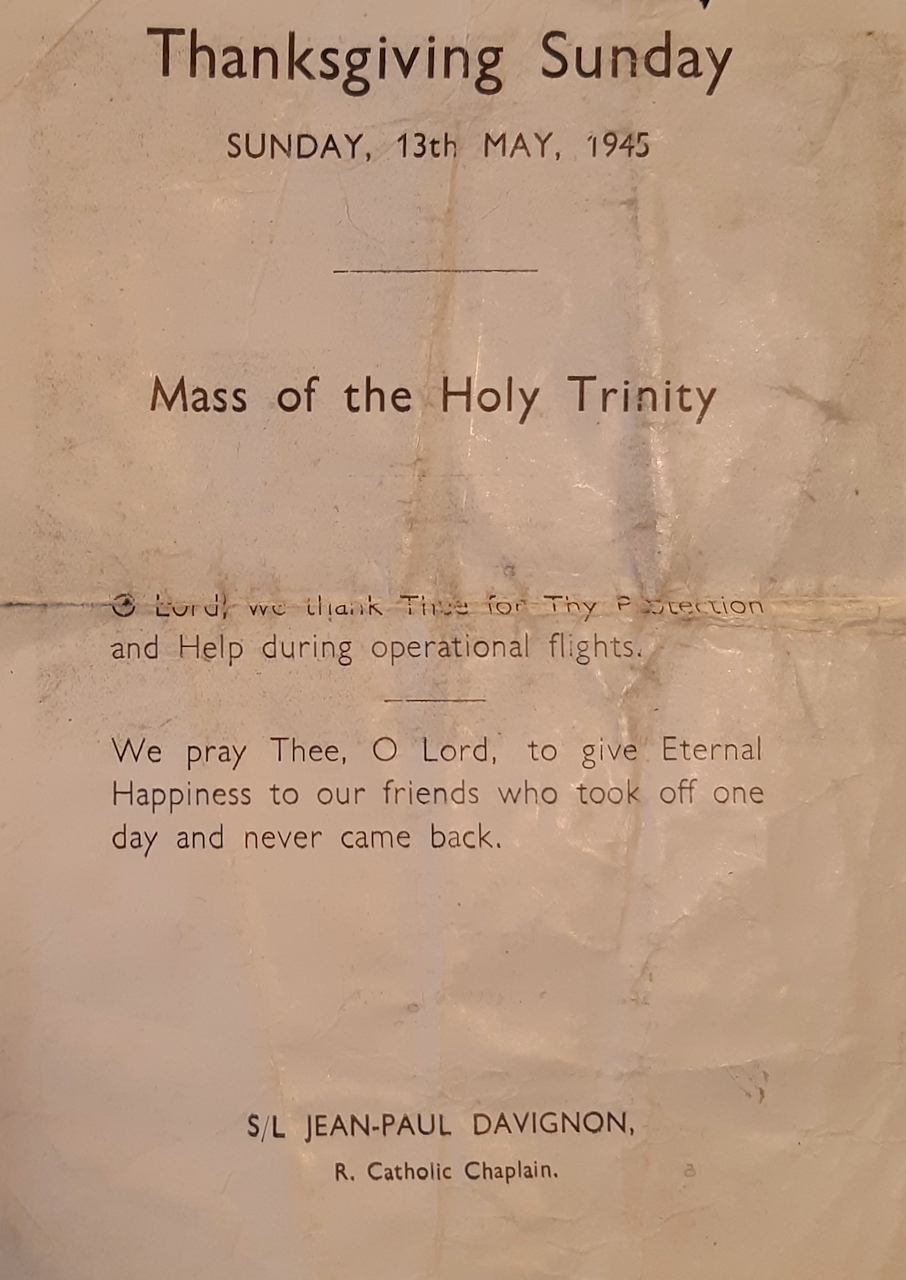 Thanksgiving Sunday
SUNDAY, 13th MAY, 1945
Mass of the Holy Trinity
O Lord, we thank Thee for Thy Protection
and Help during operational flights.
We pray Thee, O Lord, to give Eternal
Happiness to our friends who took off one
day and never came back.
S/L JEAN-PAUL DAVIGNON,
R. Catholic Chaplain.